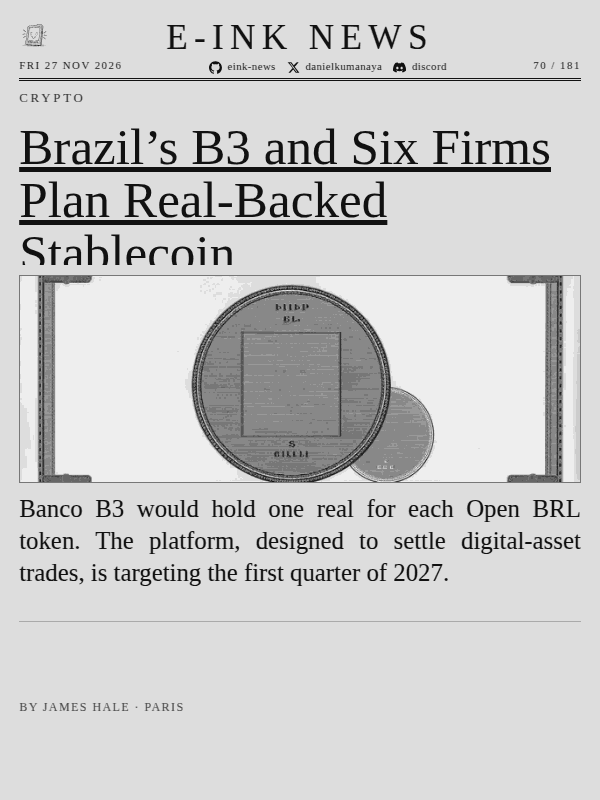 E-INK NEWS
FRI 27 NOV 2026
eink-news
danielkumanaya
discord
70 / 181
CRYPTO
Brazil’s B3 and Six Firms
Plan Real-Backed
Stablecoin
Banco B3 would hold one real for each Open BRL
token. The platform, designed to settle digital-asset
trades, is targeting the first quarter of 2027.
BY JAMES HALE · PARIS